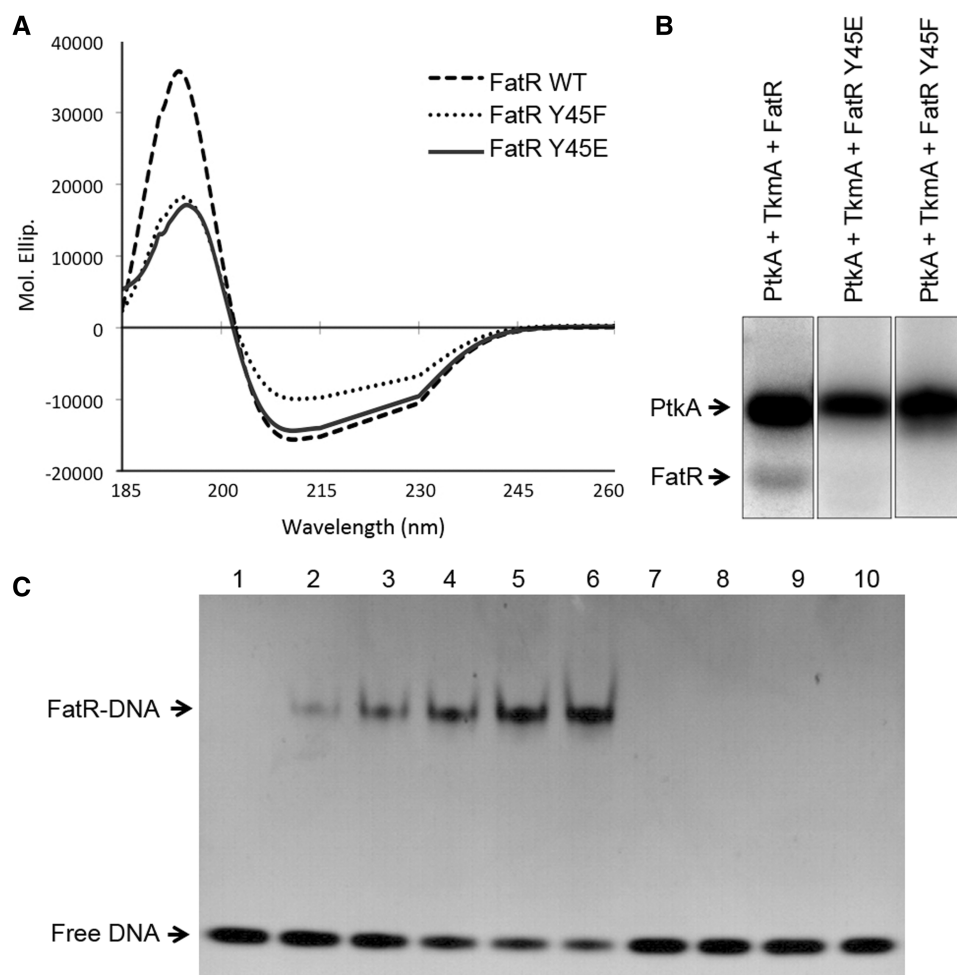 A
40000
30000
20000
10000
0
-10000
-20000
185 200 215 230 245 260
Mol. Ellip.
Wavelength (nm)
FatR WT
FatR Y45F
FatR Y45E
B
PtkA + TkmA + FatR
PtkA + TkmA + FatR Y45E
PtkA + TkmA + FatR Y45F
PtkA
FatR
C
1 2 3 4 5 6 7 8 9 10
FatR-DNA
Free DNA